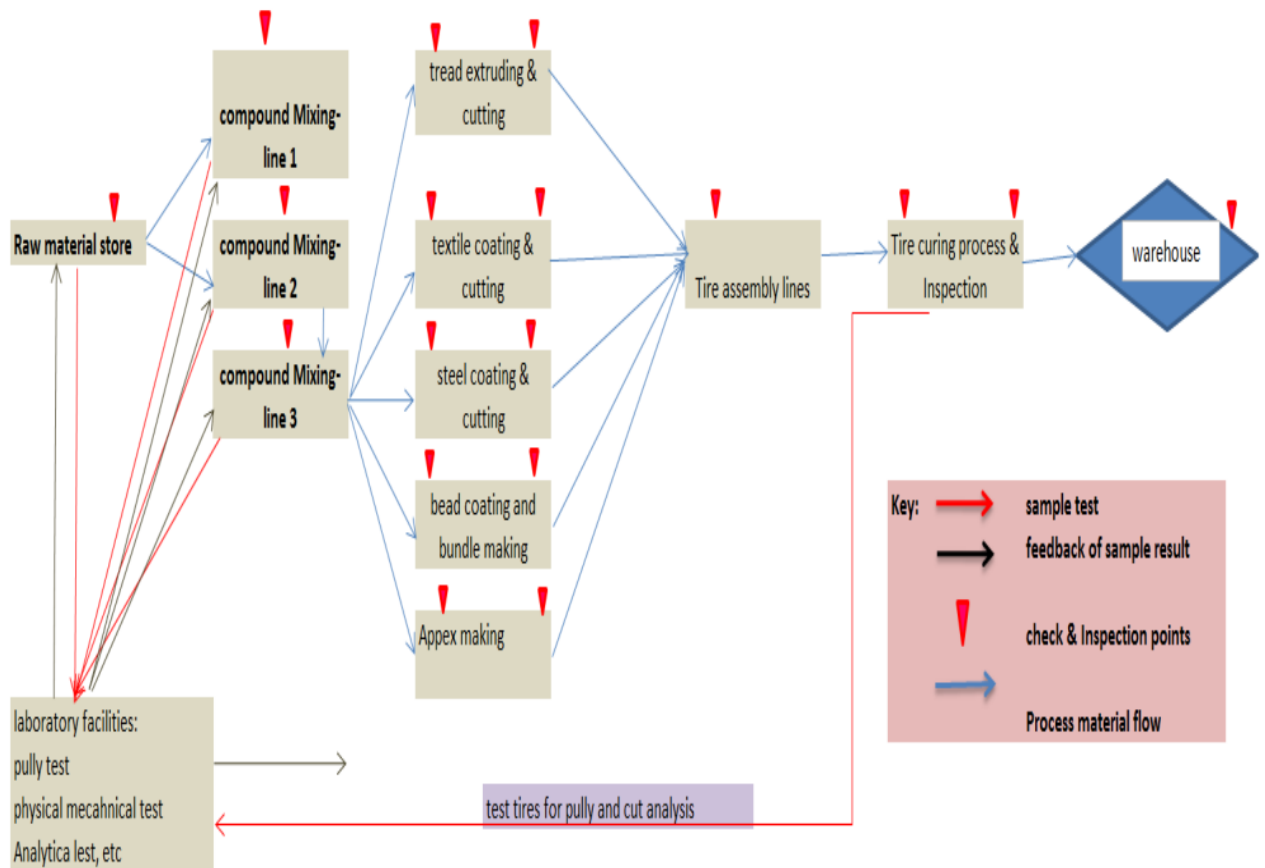 compound Mixing-
line 1
Raw material store
compound Mixing-
line 2
compound Mixing-
line 3
tread extruding &
cutting
textile coating &
cutting
steel coating &
cutting
bead coating and
bundle making
Appex making
Tire assembly lines
Tire curing process &
Inspection
warehouse
Key:
sample test
feedback of sample result
check & Inspection points
Process material flow
laboratory facilities:
pully test
physical mecahnical test
Analytica lest, etc
test tires for pully and cut analysis